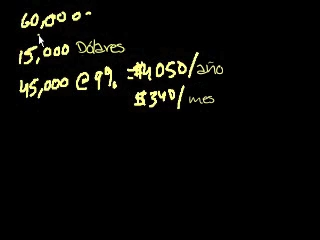 60,000-
15,000 Dólares
45,000 @ 9% = $4050/año
$340/mes